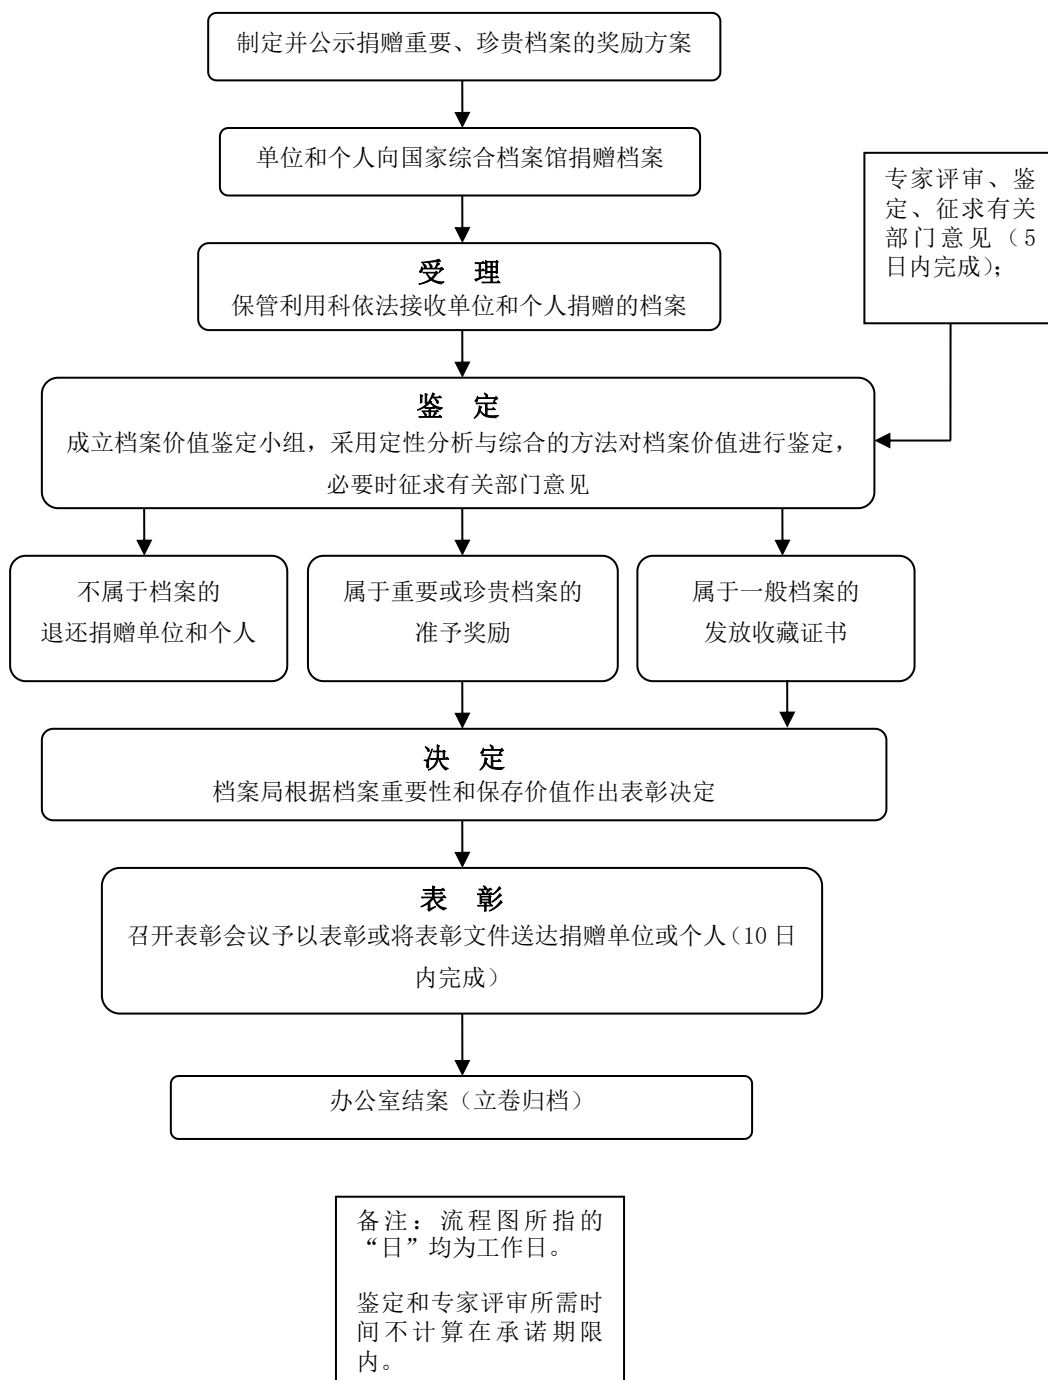 制定并公示捐赠重要、珍贵档案的奖励方案
单位和个人向国家综合档案馆捐赠档案
专家评审、鉴
定、征求有关
部门意见（5
日内完成）；
受 理
保管利用科依法接收单位和个人捐赠的档案
鉴 定
成立档案价值鉴定小组，采用定性分析与综合的方法对档案价值进行鉴定，
必要时征求有关部门意见
不属于档案的
退还捐赠单位和个人
属于重要或珍贵档案的
准予奖励
属于一般档案的
发放收藏证书
决 定
档案局根据档案重要性和保存价值作出表彰决定
表 彰
召开表彰会议予以表彰或将表彰文件送达捐赠单位或个人（10 日
内完成）
办公室结案（立卷归档）
备注：流程图所指的
“日”均为工作日。
鉴定和专家评审所需时
间不计算在承诺期限
内。